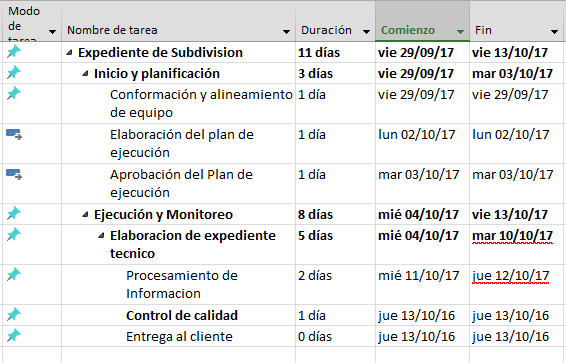 Modo de tarea Nombre de tarea Duración Comienzo Fin
Expediente de Subdivision 11 días vie 29/09/17 vie 13/10/17
Inicio y planificación 3 días vie 29/09/17 mar 03/10/17
Conformación y alineamiento 1 día vie 29/09/17 vie 29/09/17
de equipo
Elaboración del plan de 1 día lun 02/10/17 lun 02/10/17
ejecución
Aprobación del Plan de 1 día mar 03/10/17 mar 03/10/17
ejecución
Ejecución y Monitoreo 8 días mié 04/10/17 vie 13/10/17
Elaboracion de expediente 5 días mié 04/10/17 mar 10/10/17
tecnico
Procesamiento de 2 días mié 11/10/17 jue 12/10/17
Informacion
Control de calidad 1 día jue 13/10/16 jue 13/10/16
Entrega al cliente 0 días jue 13/10/16 jue 13/10/16